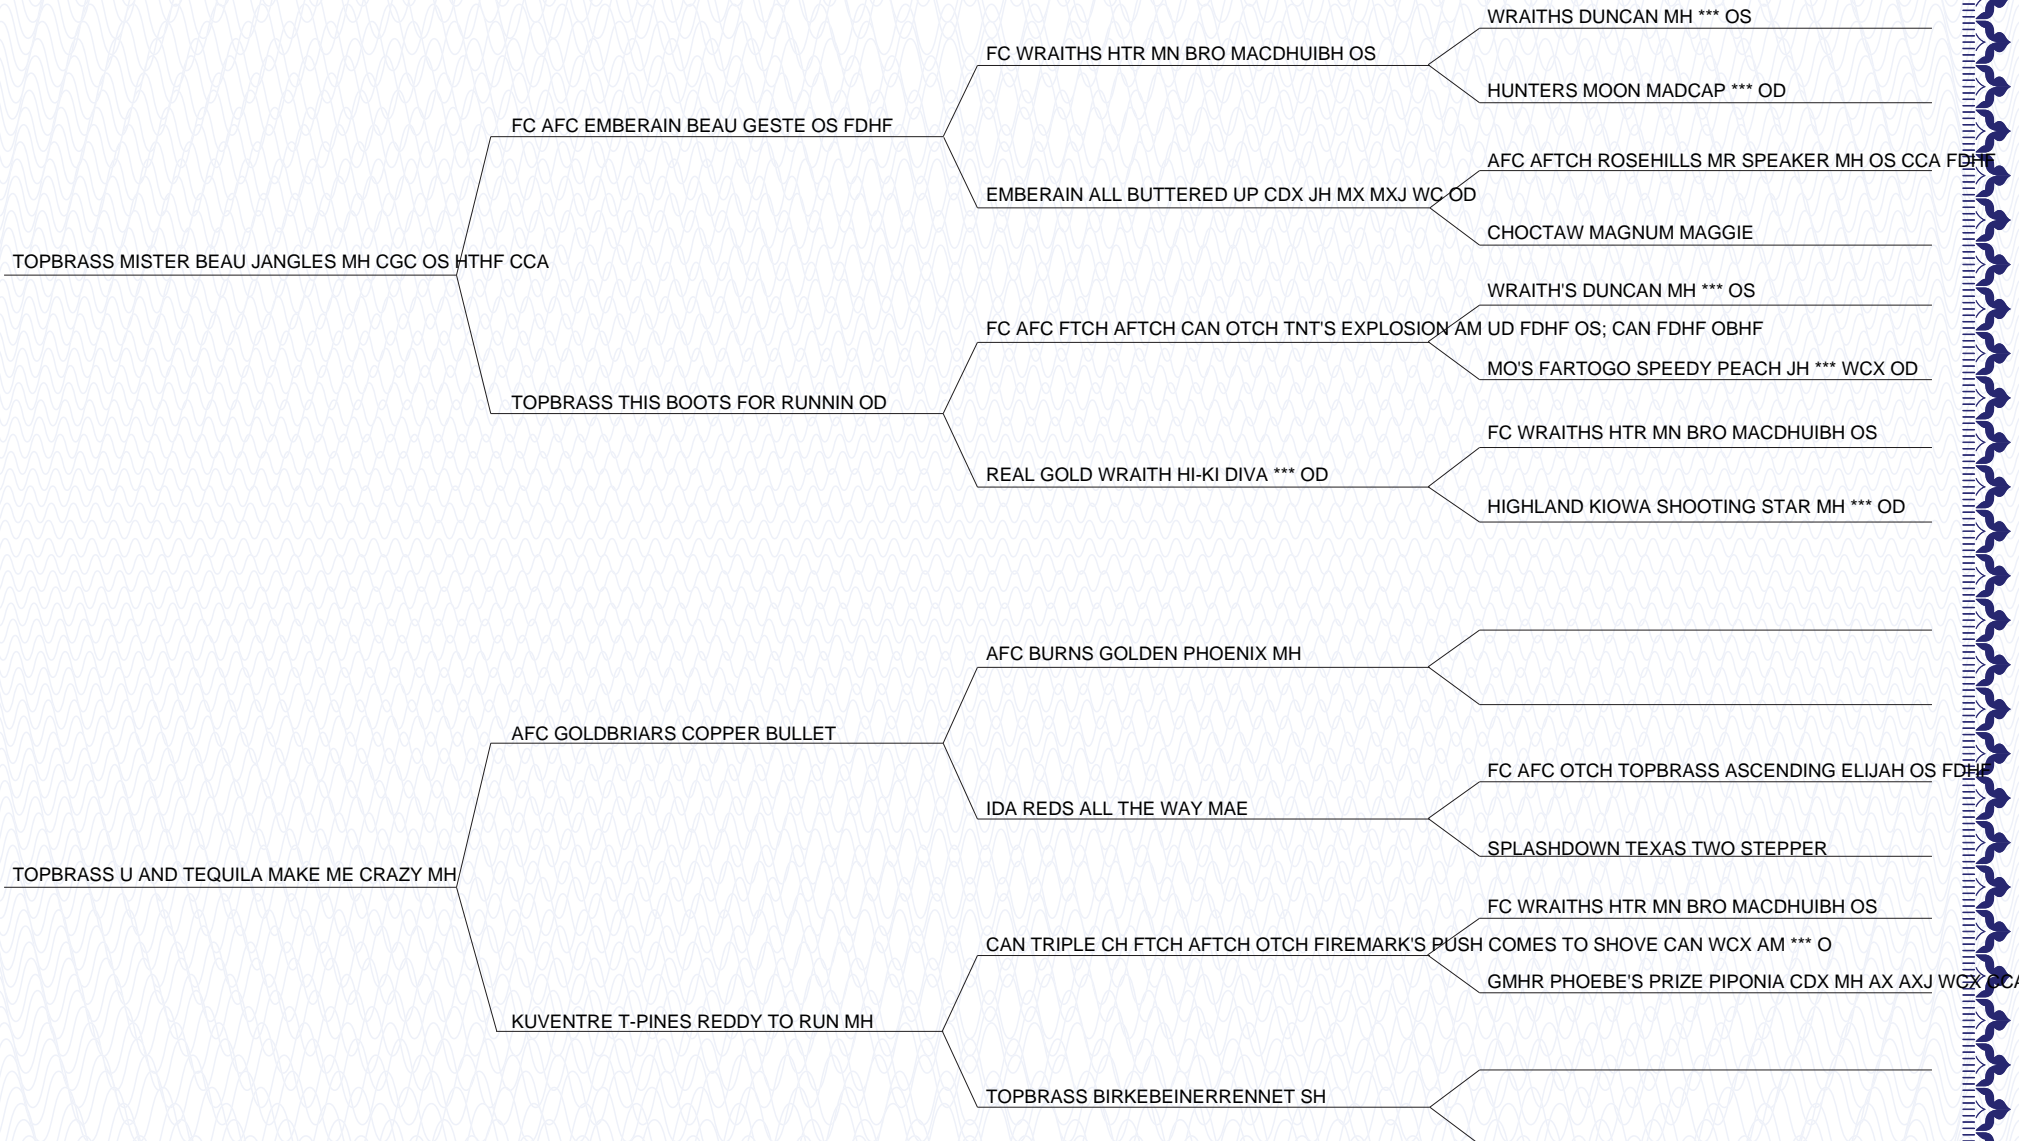 WRAITHS DUNCAN MH *** OS
FC WRAITHS HTR MN BRO MACDHUIBH OS
HUNTERS MOON MADCAP *** OD
FC AFC EMBERAIN BEAU GESTE OS FDHF
AFC AFTCH ROSEHILLS MR SPEAKER MH OS CCA FDHF
EMBERAIN ALL BUTTERED UP CDX JH MX MXJ WC OD
CHOCTAW MAGNUM MAGGIE
TOPBRASS MISTER BEAU JANGLES MH CGC OS HTHF CCA
WRAITH'S DUNCAN MH *** OS
FC AFC FTCH AFTCH CAN OTCH TNT'S EXPLOSION AM UD FDHF OS; CAN FDHF OBHF
MO'S FARTOGO SPEEDY PEACH JH *** WCX OD
TOPBRASS THIS BOOTS FOR RUNNIN OD
FC WRAITHS HTR MN BRO MACDHUIBH OS
REAL GOLD WRAITH HI-KI DIVA *** OD
HIGHLAND KIOWA SHOOTING STAR MH *** OD
AFC BURNS GOLDEN PHOENIX MH
AFC GOLDBRIARS COPPER BULLET
FC AFC OTCH TOPBRASS ASCENDING ELIJAH OS FDHF
IDA REDS ALL THE WAY MAE
SPLASHDOWN TEXAS TWO STEPPER
TOPBRASS U AND TEQUILA MAKE ME CRAZY MH
FC WRAITHS HTR MN BRO MACDHUIBH OS
CAN TRIPLE CH FTCH AFTCH OTCH FIREMARK'S PUSH COMES TO SHOVE CAN WCX AM *** O
GMHR PHOEBE'S PRIZE PIPONIA CDX MH AX AXJ WCX CCA
KUVENTRE T-PINES REDDY TO RUN MH
TOPBRASS BIRKEBEINERRENNET SH